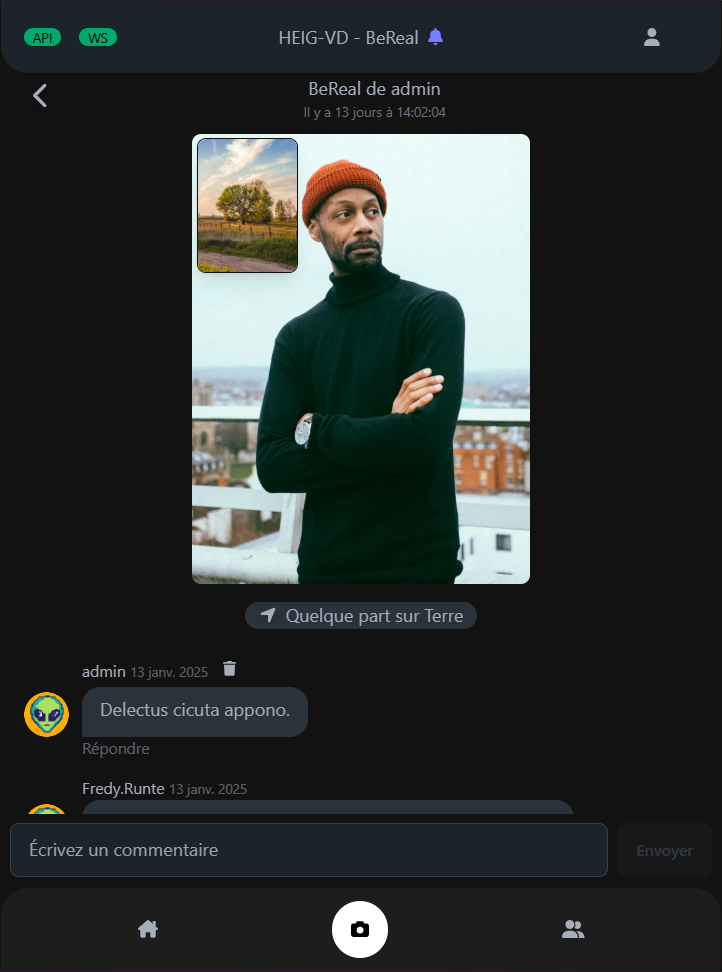 API WS HEIG-VD - BeReal
BeReal de admin
Il y a 13 jours à 14:02:04
Quelque part sur Terre
admin 13 janv. 2025
Delectus cicuta appono.
Répondre
Fredy.Runte 13 janv. 2025
Écrivez un commentaire Envoyer